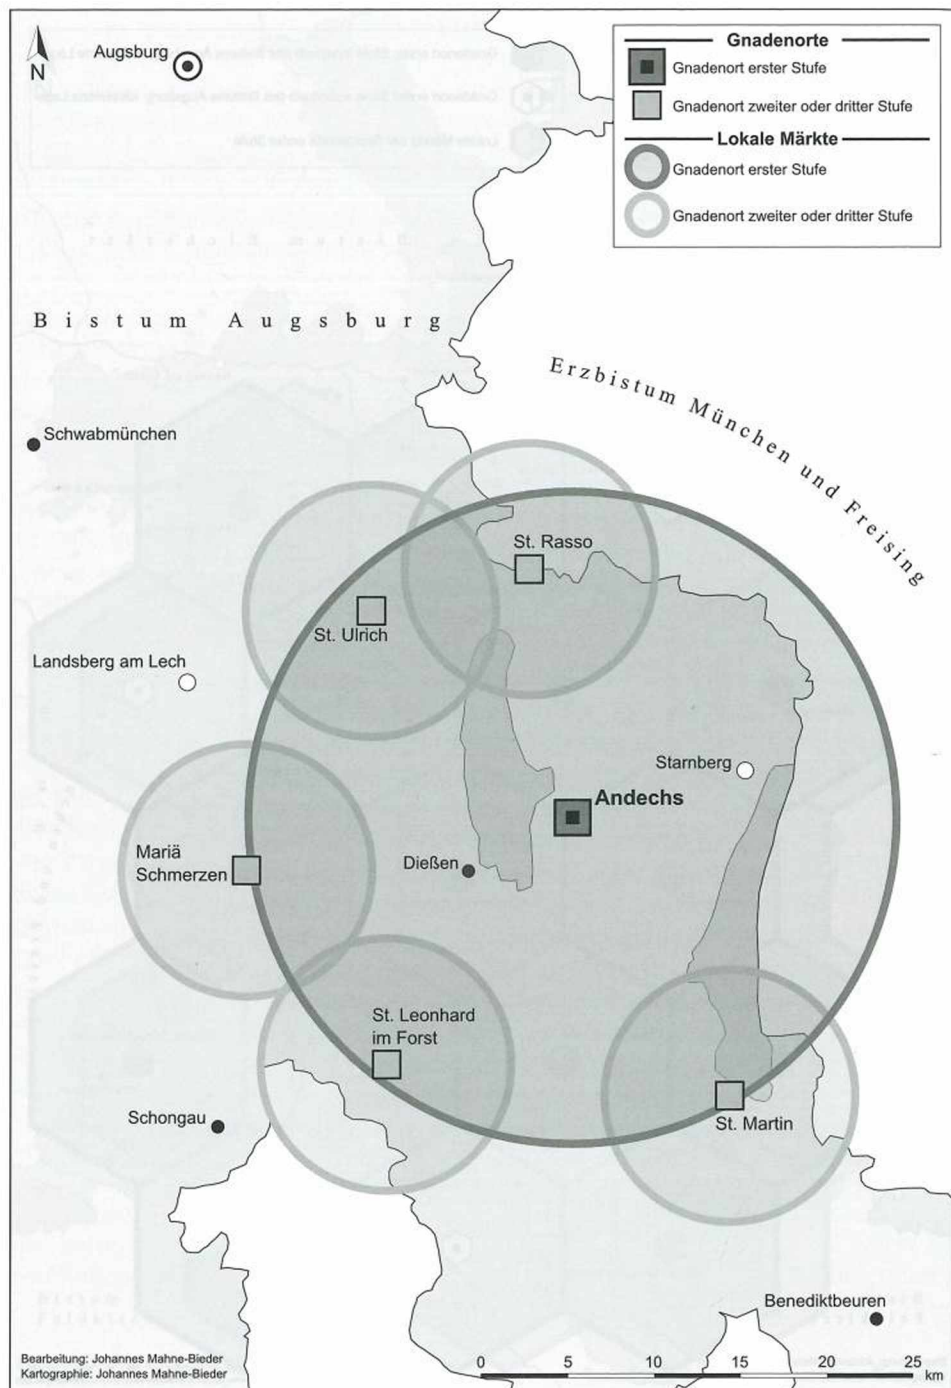 N
Augsburg
Gnadenorte
Gnadenort erster Stufe
Gnadenort zweiter oder dritter Stufe
Lokale Märkte
Gnadenort erster Stufe
Gnadenort zweiter oder dritter Stufe
Bistum Augsburg
Erzbistum München und Freising
Schwabmünchen
St. Rasso
St. Ulrich
Landsberg am Lech
Starnberg
Andechs
Mariä
Schmerzen
Dießen
St. Leonhard
im Forst
Schongau
St. Martin
Benediktbeuren
Bearbeitung: Johannes Mahne-Bieder
Kartographie: Johannes Mahne-Bieder
0 5 10 15 20 25
km